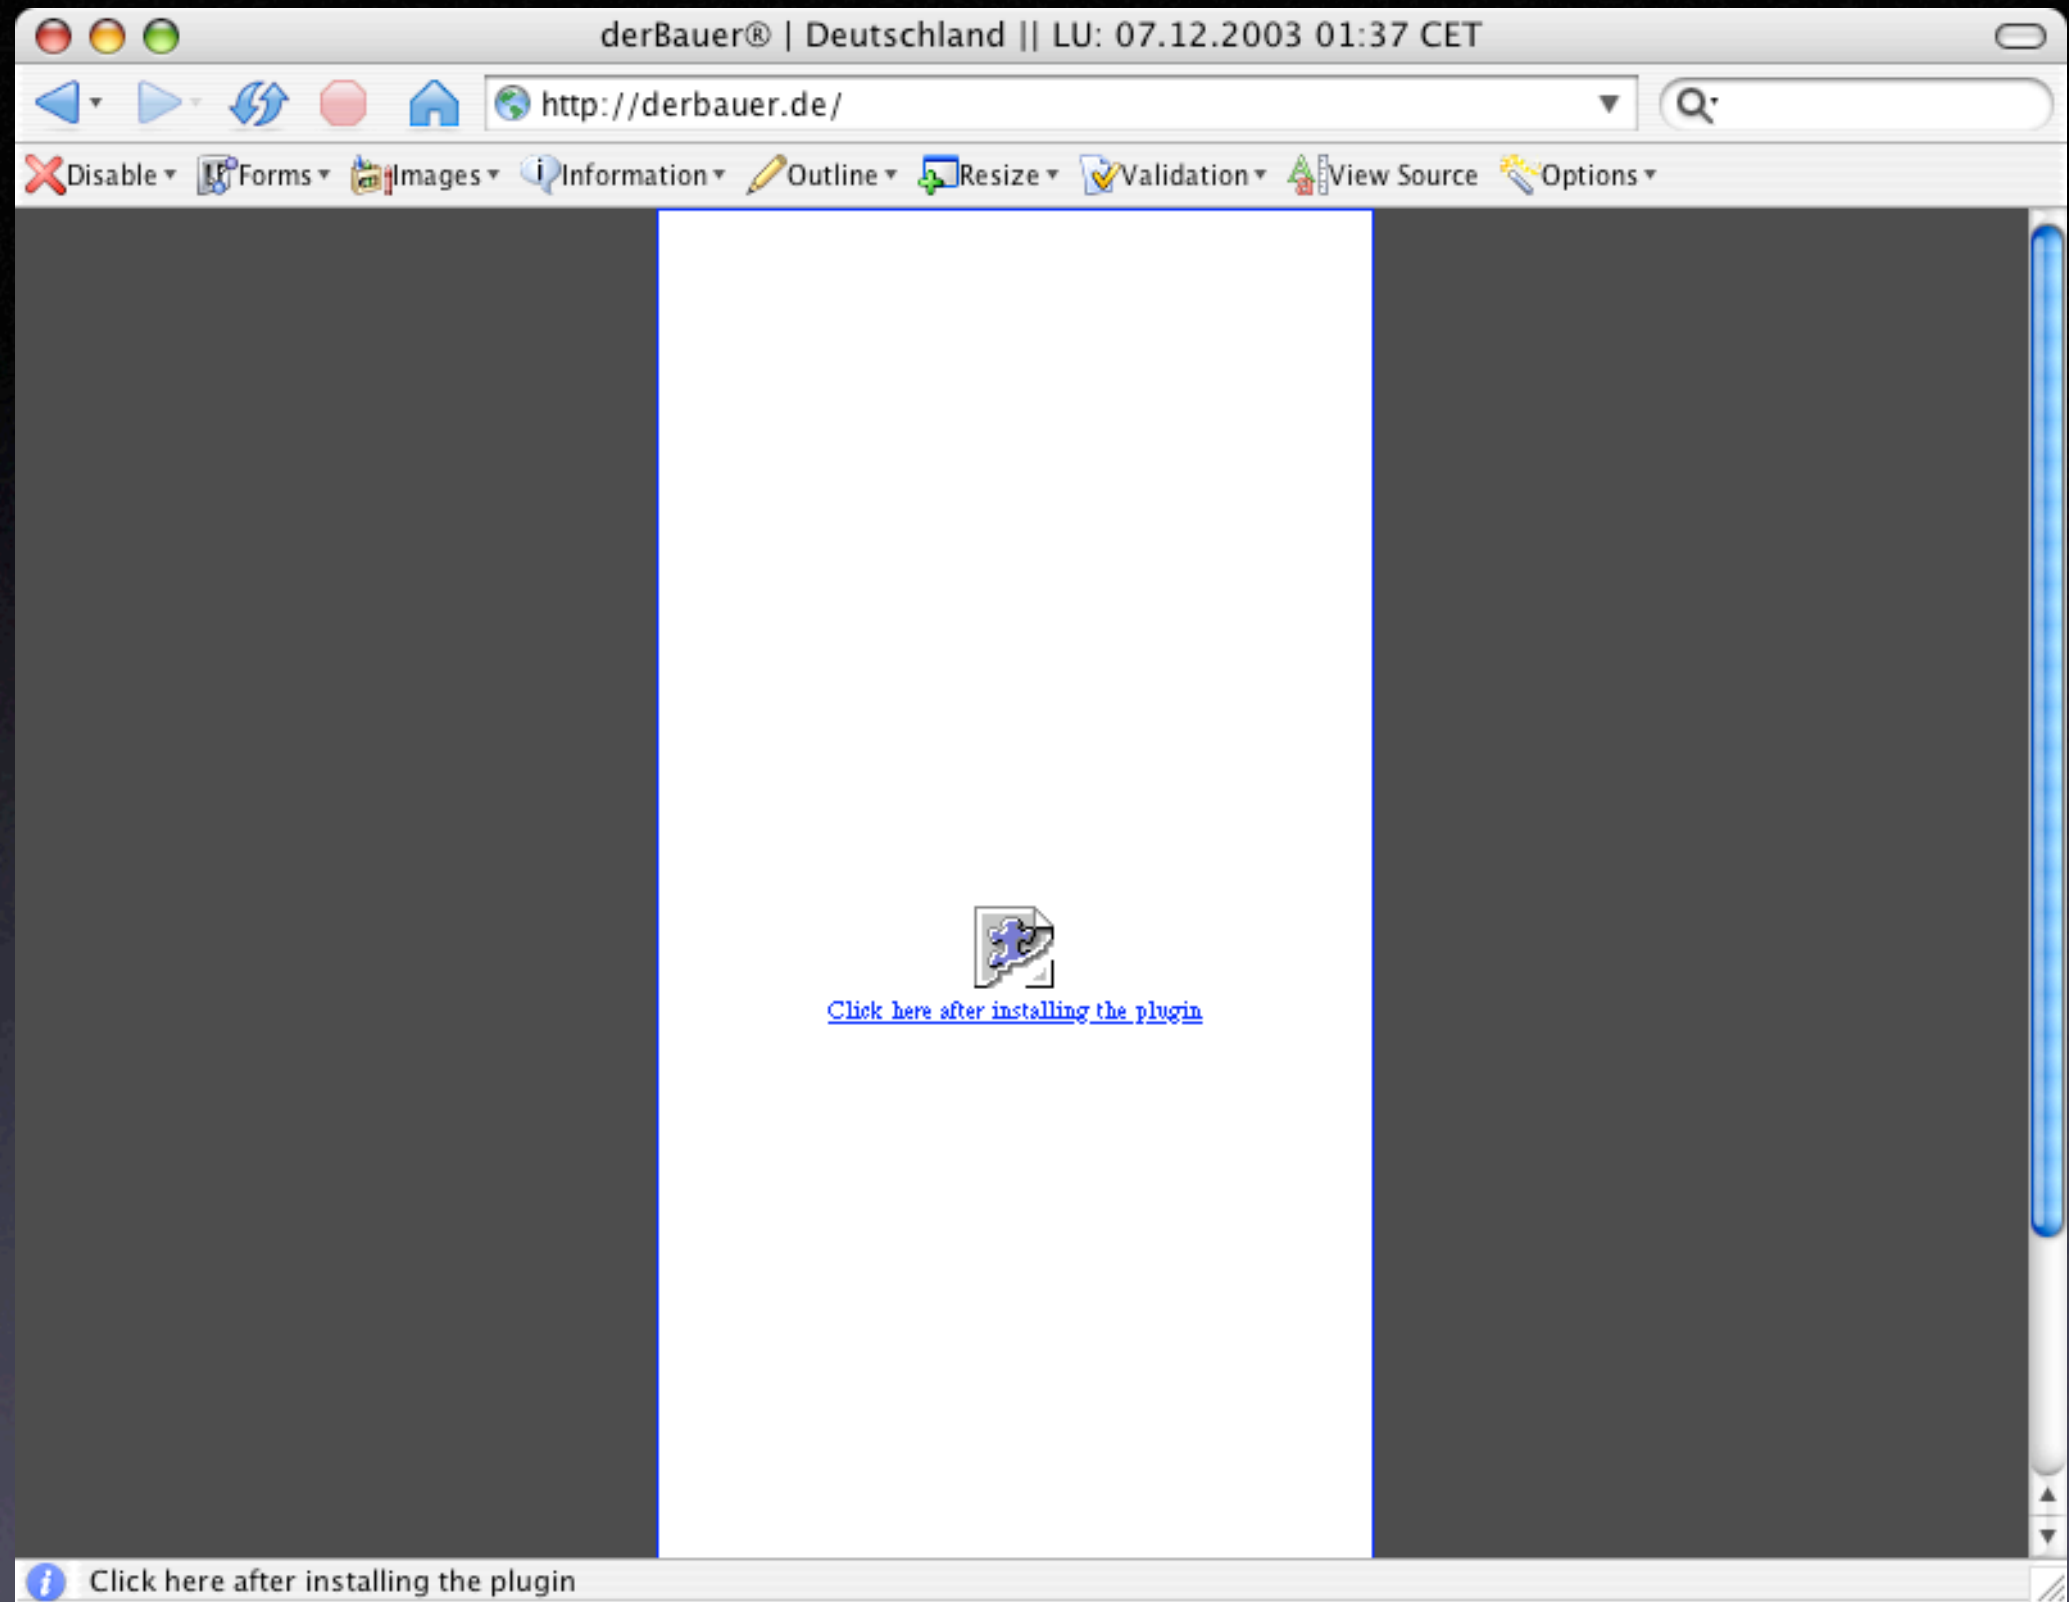 derBauer® | Deutschland || LU: 07.12.2003 01:37 CET
http://derbauer.de/
Disable Forms Images Information Outline Resize Validation View Source Options
Click here after installing the plugin
Click here after installing the plugin